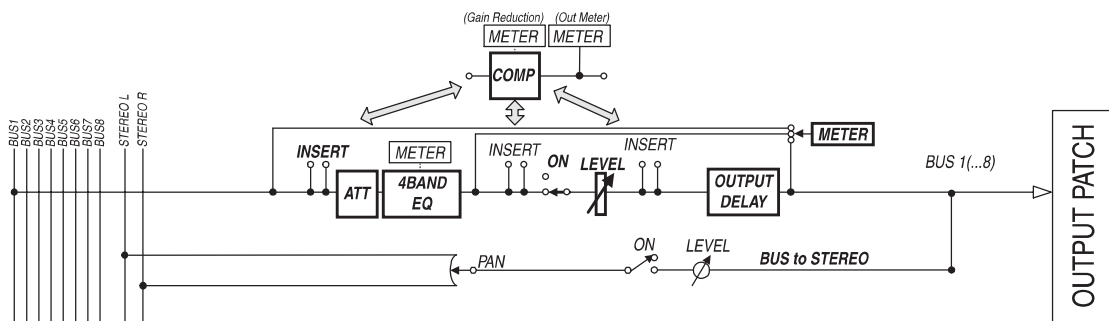 (Gain Reduction) (Out Meter)
METER METER
COMP
BUS1
BUS2
BUS3
BUS4
BUS5
BUS6
BUS7
BUS8
STEREO L
STEREO R
INSERT
METER
INSERT
ON
LEVEL
INSERT
METER
ATT
4BAND
EQ
OUTPUT
DELAY
BUS 1(...8)
OUTPUT PATCH
PAN
ON
LEVEL
BUS to STEREO